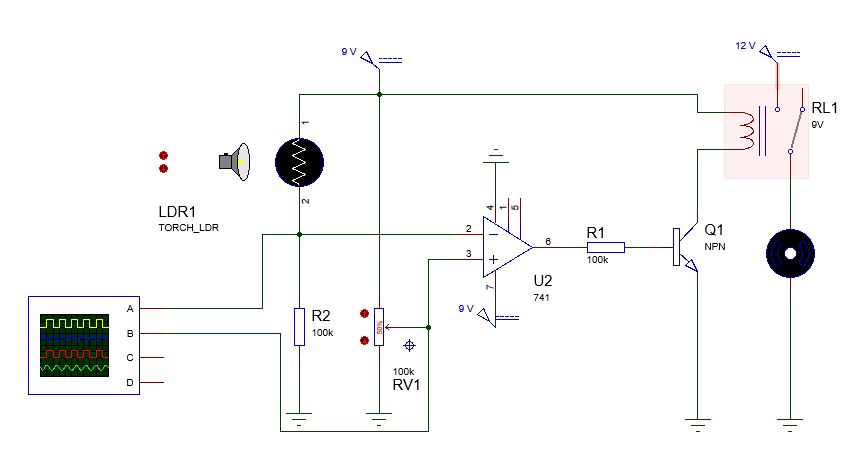 9 V
12 V
RL1
9V
1
LDR1
TORCH_LDR
2
4
1
5
2
3
6
7
U2
741
9 V
R1
100k
Q1
NPN
A
B
C
D
R2
100k
50%
100k
RV1